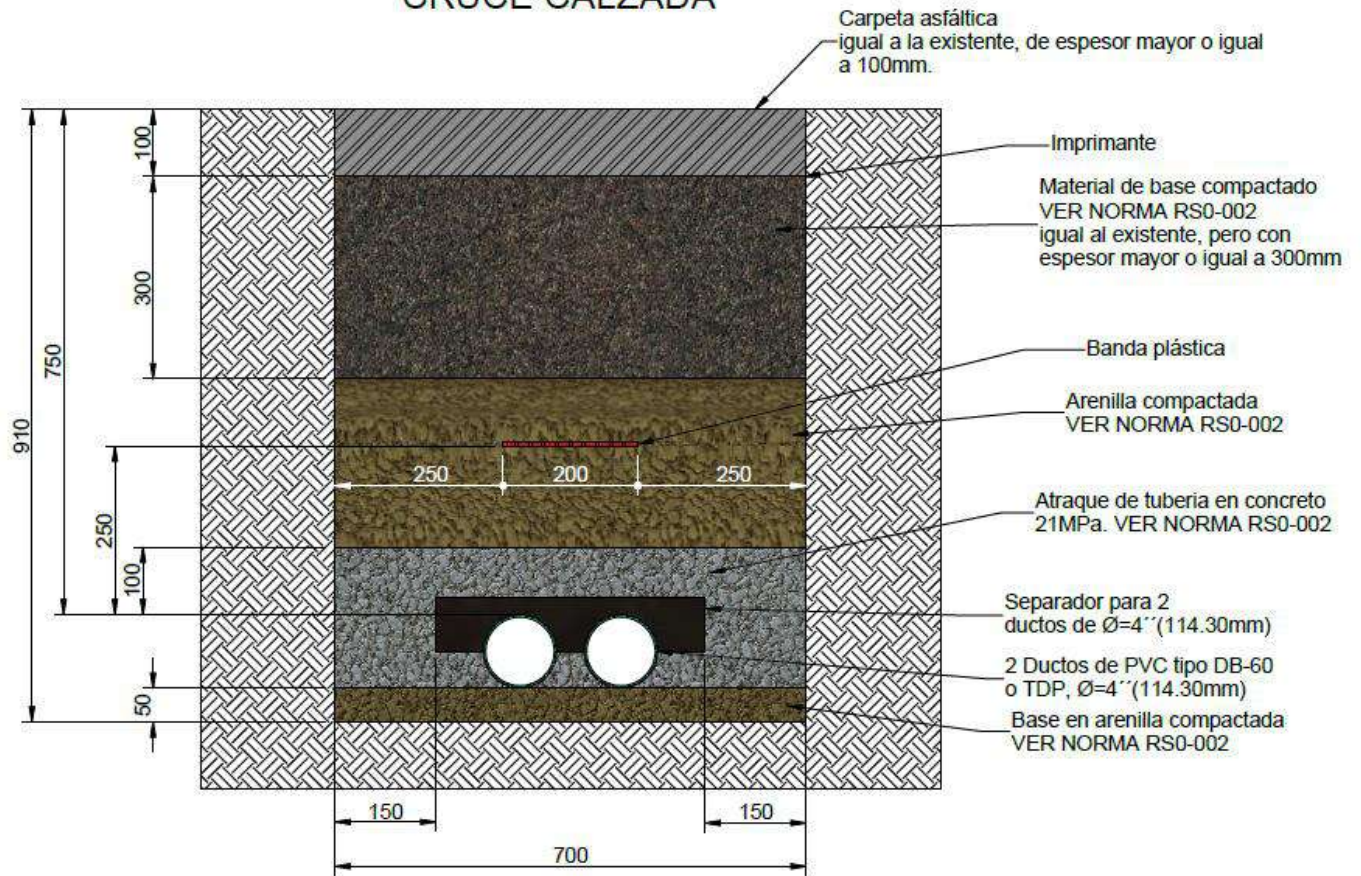 CRUCE CALZADA
Carpeta asfáltica
igual a la existente, de espesor mayor o igual
a 100mm.
Imprimante
Material de base compactado
VER NORMA RS0-002
igual al existente, pero con
espesor mayor o igual a 300mm
Banda plástica
Arenilla compactada
VER NORMA RS0-002
Atraque de tuberia en concreto
21MPa. VER NORMA RS0-002
Separador para 2
ductos de Ø=4´´(114.30mm)
2 Ductos de PVC tipo DB-60
o TDP, Ø=4´´(114.30mm)
Base en arenilla compactada
VER NORMA RS0-002
910
750
100
300
250
100
50
250
200
250
150
150
700